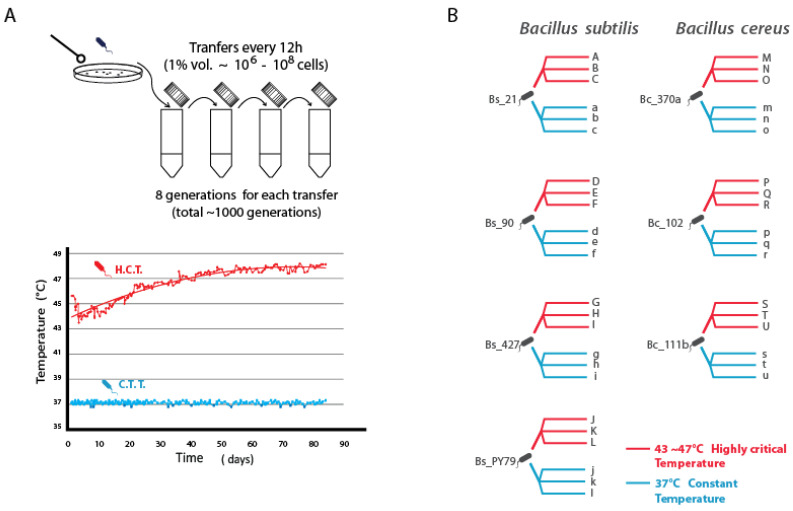 A
Tranfers every 12h
(1% vol. ~ 10⁶ - 10⁸ cells)
8 generations for each transfer
(total ~1000 generations)
49
47
45
43
41
39
37
35
Temperature (°C)
H.C.T.
C.T.T.
0 10 20 30 40 50 60 70 80 90
Time (days)
B
Bacillus subtilis
Bacillus cereus
Bs_21
A
B
C
a
b
c
Bc_370a
M
N
O
m
n
o
Bs_90
D
E
F
d
e
f
Bc_102
P
Q
R
p
q
r
Bs_427
G
H
I
g
h
i
Bc_111b
S
T
U
s
t
u
Bs_PY79
J
K
L
j
k
l
43 ~47°C Highly critical
Temperature
37°C Constant
Temperature